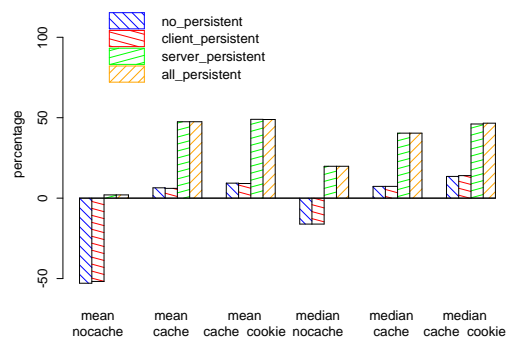 no_persistent
client_persistent
server_persistent
all_persistent
percentage
100
50
0
-50
mean nocache
mean cache
mean cache cookie
median nocache
median cache
median cache cookie